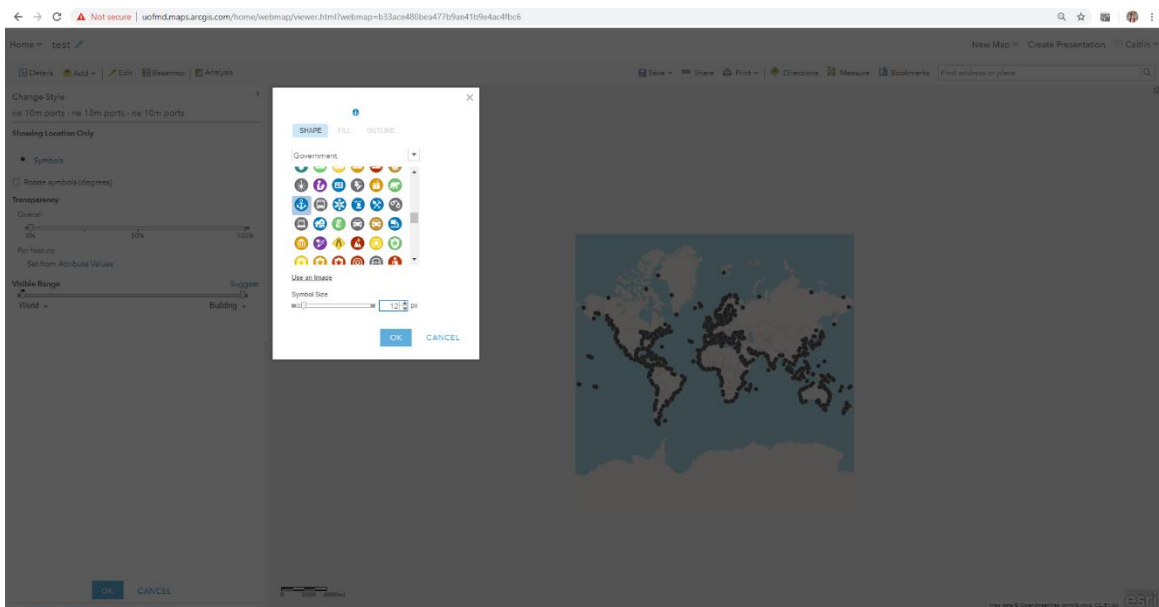 Not secure | uofmd.maps.arcgis.com/home/webmap/viewer.html?webmap=b33ace480bea477b9ae41b9e4ac4fbc6
Home test New Map Create Presentation Caitlin
Details Add Edit Basemap Analysis Save Share Print Directions Measure Bookmarks Find address or place
Change Style
ne 10m ports - ne 10m ports - ne 10m ports
Showing Location Only
Symbols
Rotate symbols (degrees)
Transparency
Overall
0% 50% 100%
Per feature
Set from Attribute Values
Visible Range Suggest
World Building
SHAPE FILL OUTLINE
Government
Use an Image
Symbol Size
12 px
OK CANCEL
OK CANCEL
esri